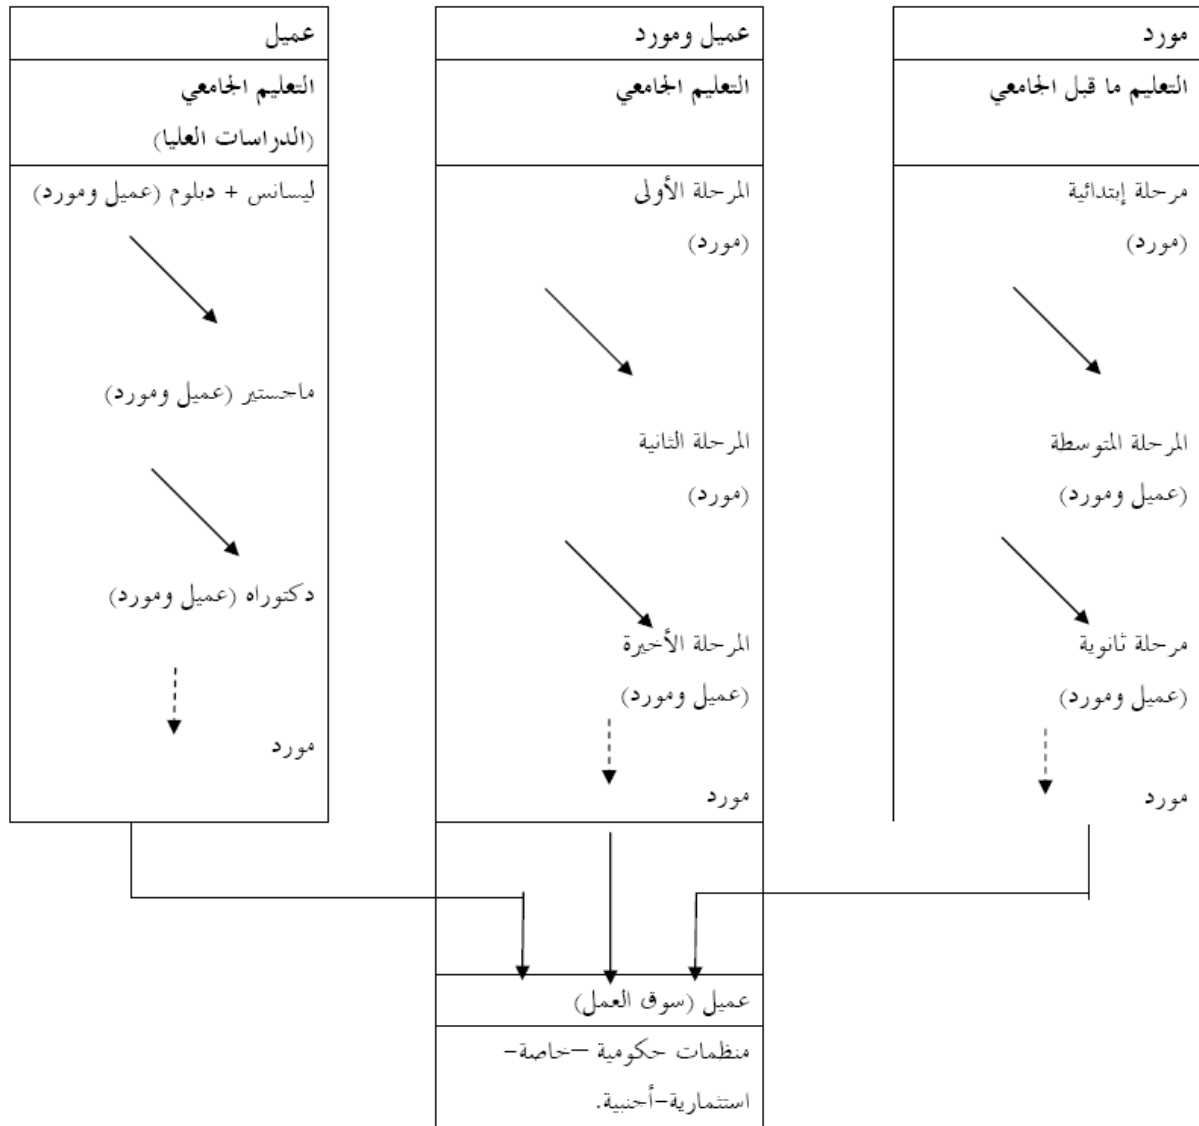 مورد
التعليم ما قبل الجامعي
مرحلة إبتدائية
(مورد)
المرحلة المتوسطة
(عميل ومورد)
مرحلة ثانوية
(عميل ومورد)
مورد
عميل ومورد
التعليم الجامعي
المرحلة الأولى
(مورد)
المرحلة الثانية
(مورد)
المرحلة الأخيرة
(عميل ومورد)
مورد
عميل
التعليم الجامعي
(الدراسات العليا)
ليسانس + دبلوم (عميل ومورد)
ماجستير (عميل ومورد)
دكتوراه (عميل ومورد)
مورد
عميل (سوق العمل)
منظمات حكومية –خاصة-
استثمارية-أجنبية.